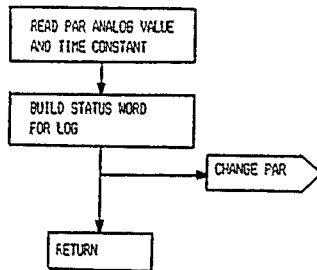 READ PAR ANALOG VALUE
AND TIME CONSTANT
BUILD STATUS WORD
FOR LOG
CHANGE PAR
RETURN